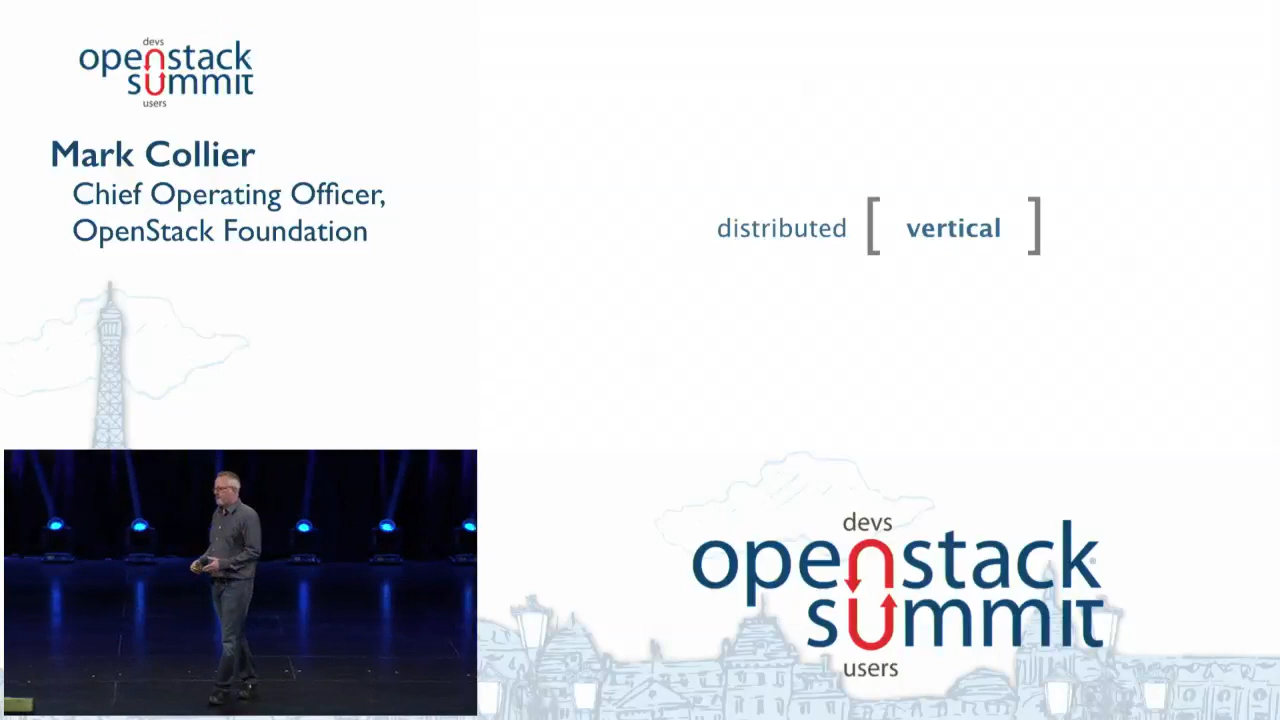 devs
openstack
summit
users
Mark Collier
Chief Operating Officer,
OpenStack Foundation
distributed [ vertical ]
devs
openstack
summit
users